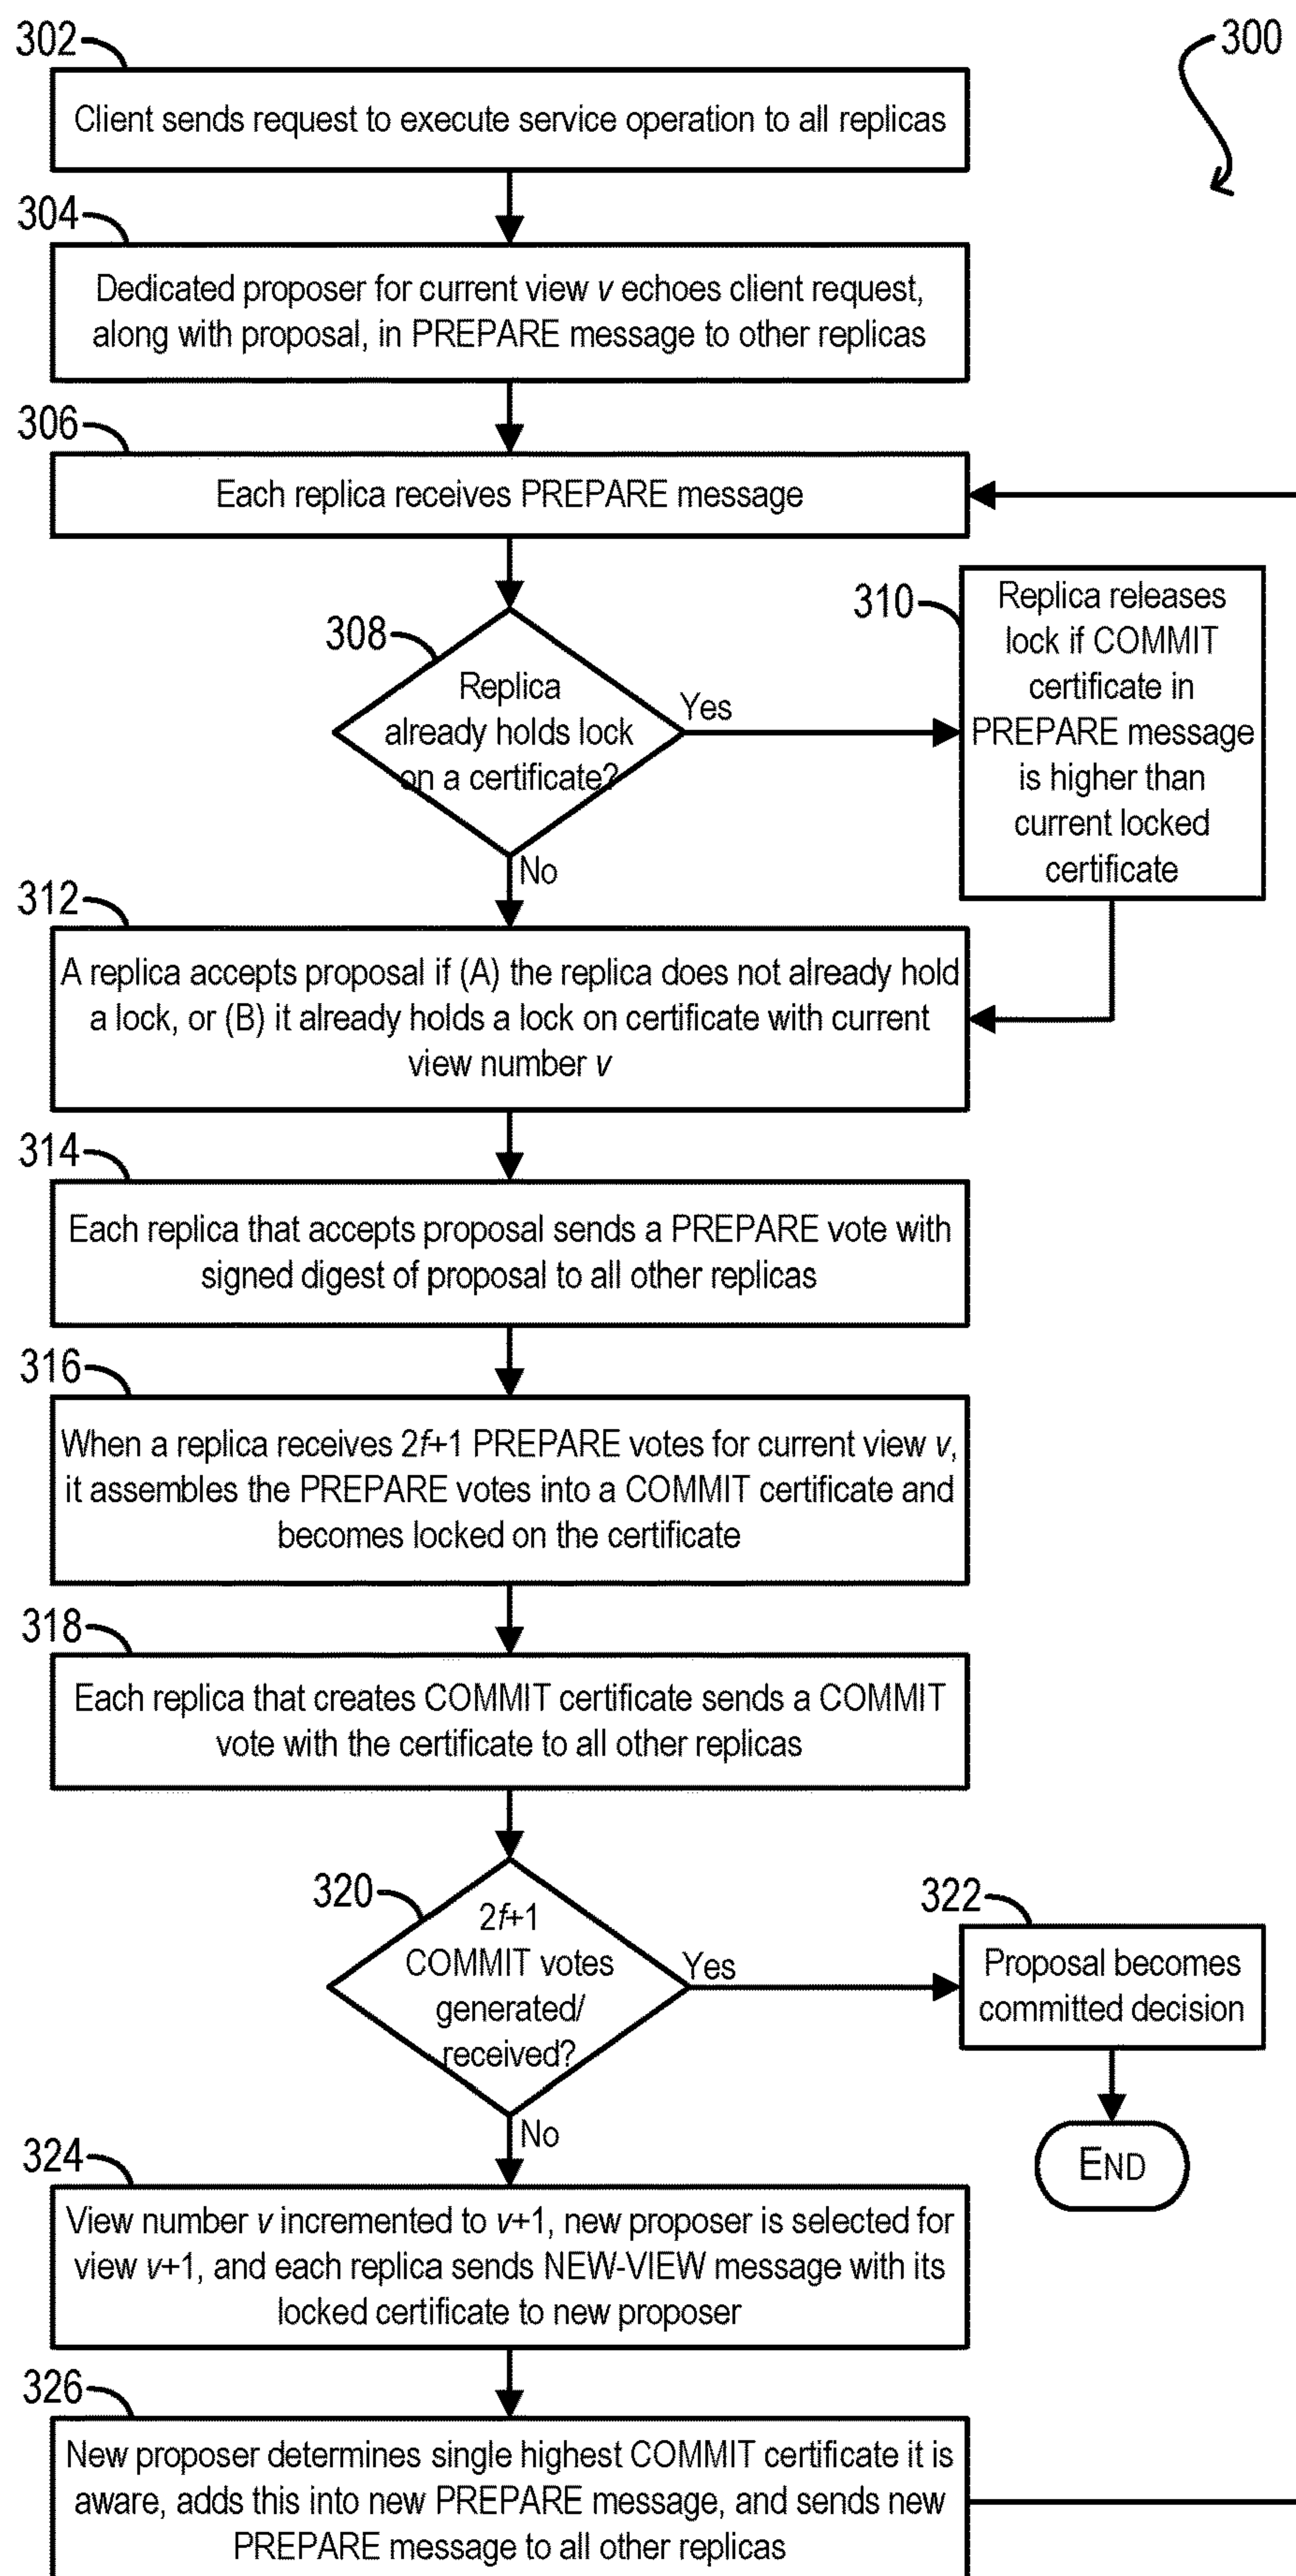 302
300
Client sends request to execute service operation to all replicas
304
Dedicated proposer for current view v echoes client request,
along with proposal, in PREPARE message to other replicas
306
Each replica receives PREPARE message
308
Replica
already holds lock
on a certificate?
Yes
No
310
Replica releases
lock if COMMIT
certificate in
PREPARE message
is higher than
current locked
certificate
312
A replica accepts proposal if (A) the replica does not already hold
a lock, or (B) it already holds a lock on certificate with current
view number v
314
Each replica that accepts proposal sends a PREPARE vote with
signed digest of proposal to all other replicas
316
When a replica receives 2f+1 PREPARE votes for current view v,
it assembles the PREPARE votes into a COMMIT certificate and
becomes locked on the certificate
318
Each replica that creates COMMIT certificate sends a COMMIT
vote with the certificate to all other replicas
320
2f+1
COMMIT votes
generated/
received?
Yes
No
322
Proposal becomes
committed decision
END
324
View number v incremented to v+1, new proposer is selected for
view v+1, and each replica sends NEW-VIEW message with its
locked certificate to new proposer
326
New proposer determines single highest COMMIT certificate it is
aware, adds this into new PREPARE message, and sends new
PREPARE message to all other replicas